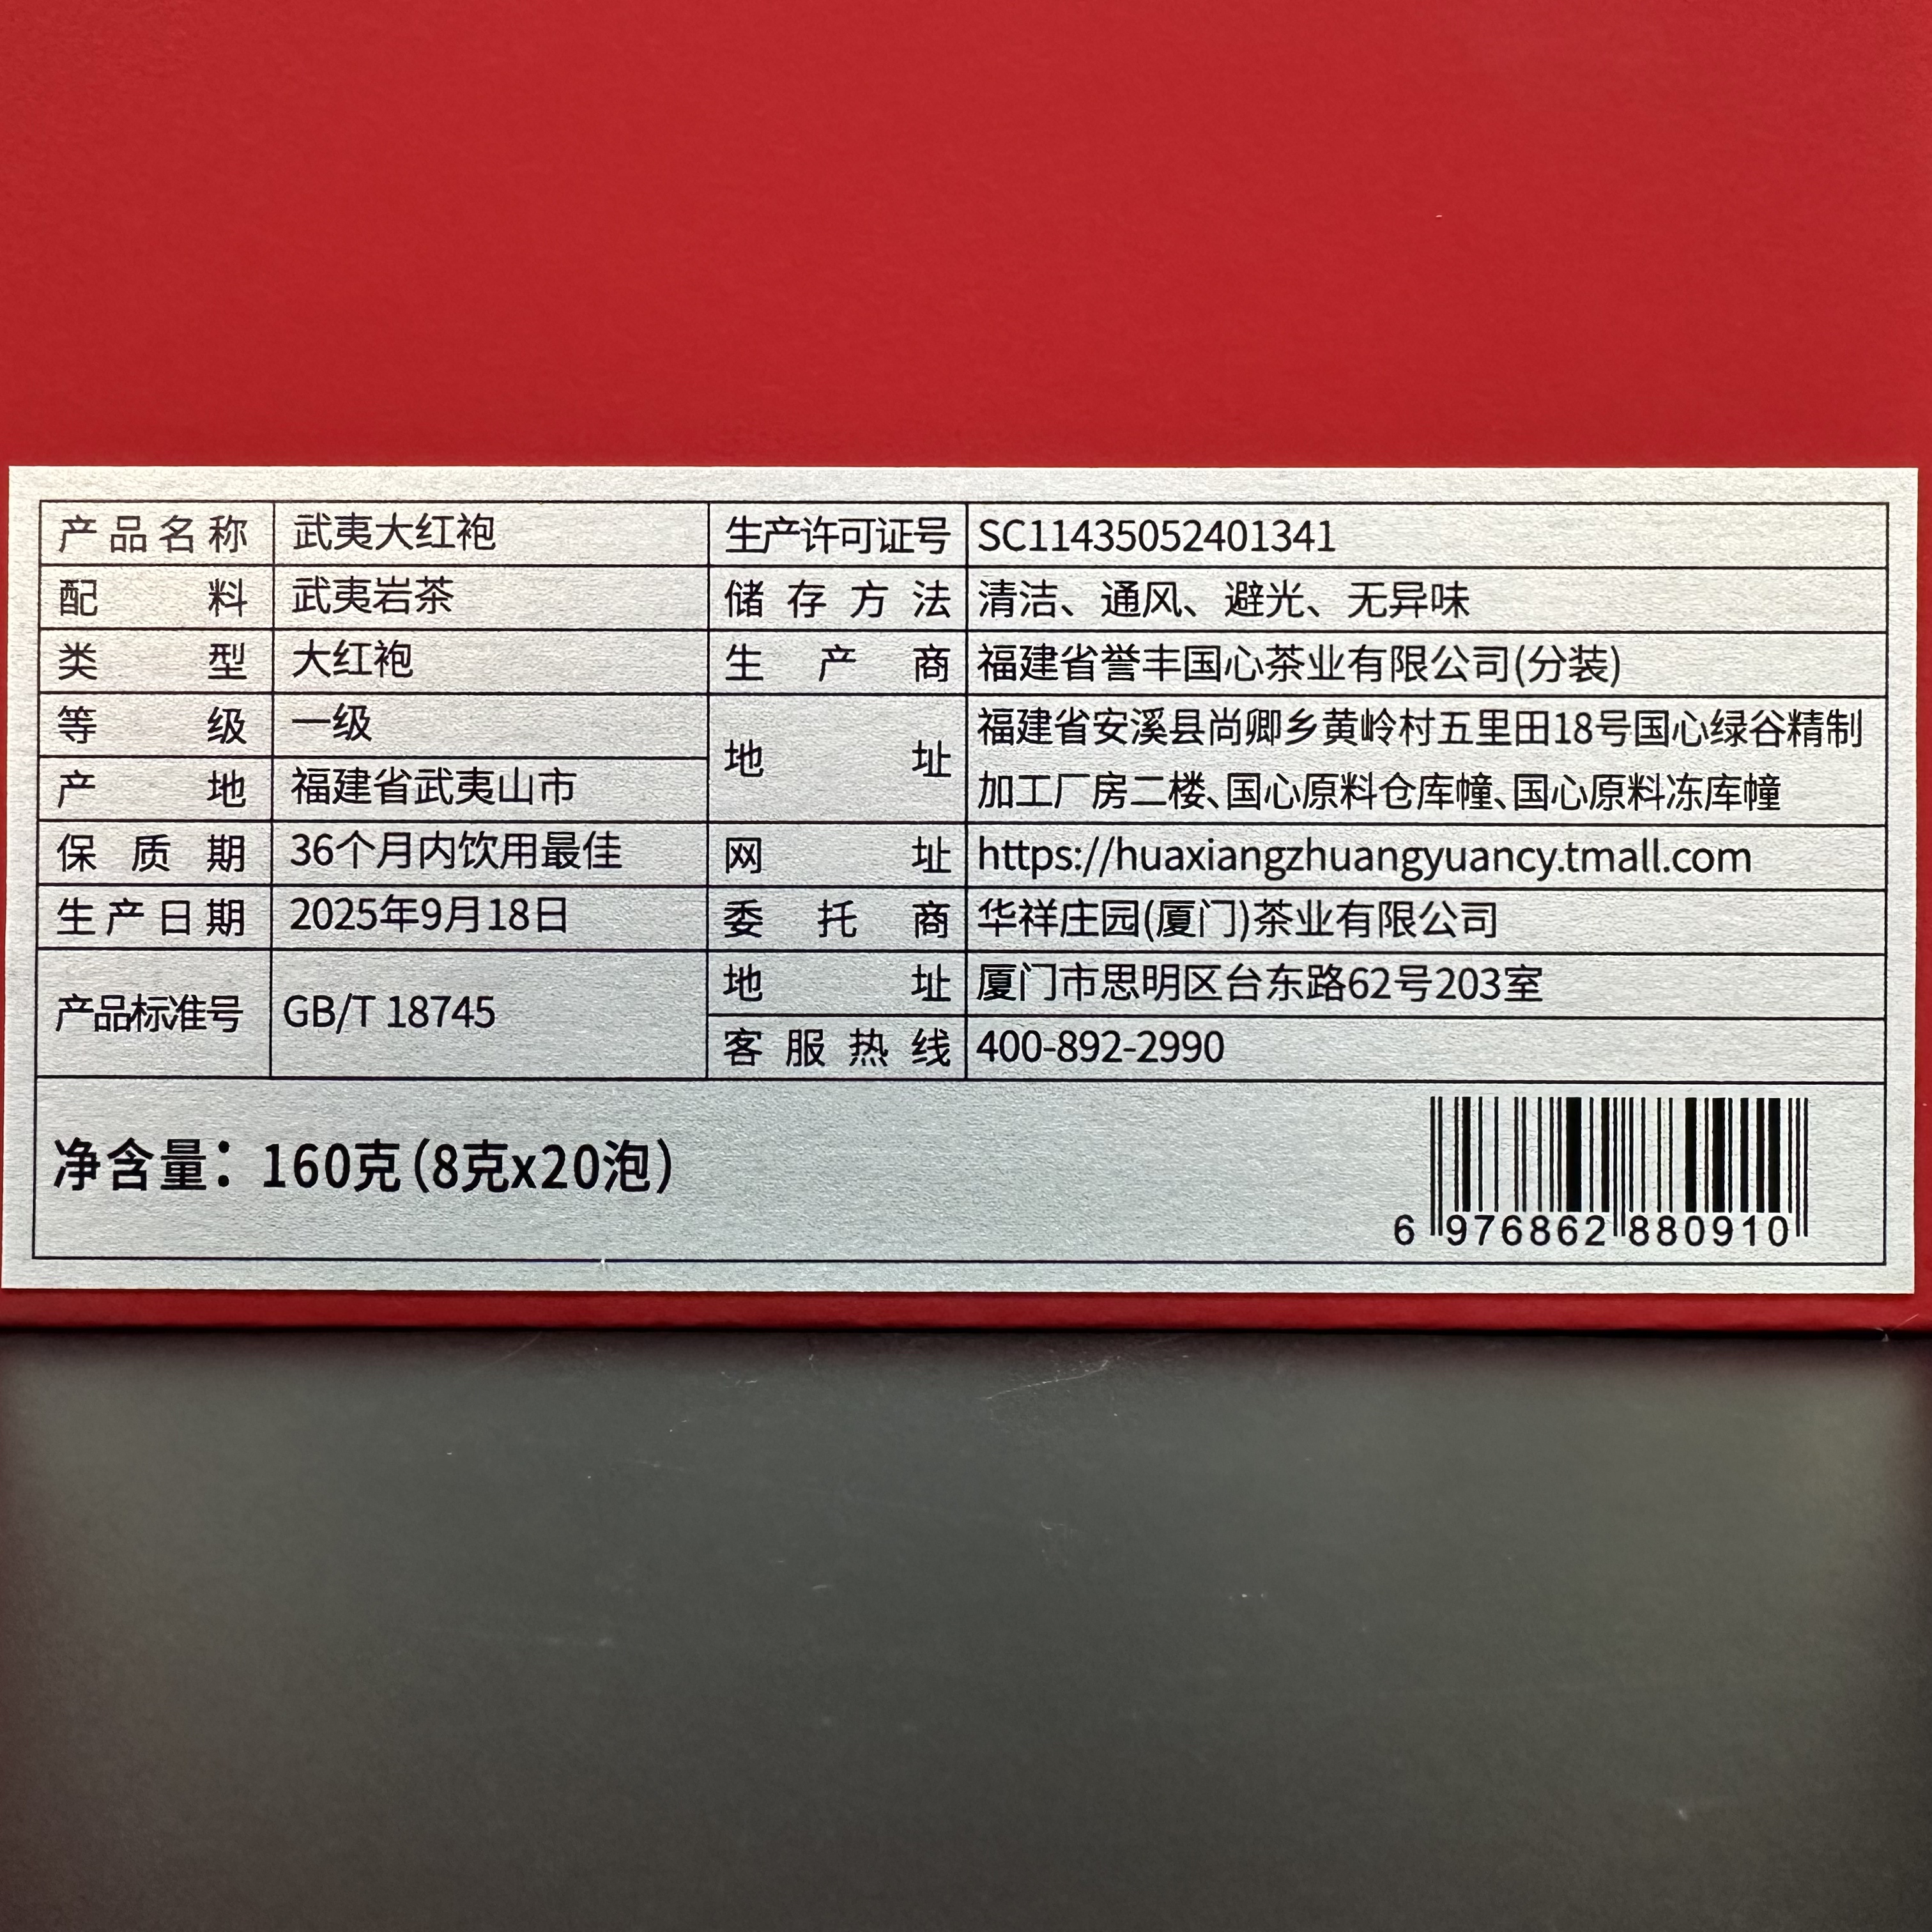 产品名称 武夷大红袍 生产许可证号 SC11435052401341
配料 武夷岩茶 储存方法 清洁、通风、避光、无异味
类型 大红袍 生产商 福建省誉丰国心茶业有限公司(分装)
等级 一级 地址 福建省安溪县尚卿乡黄岭村五里田18号国心绿谷精制
产地 福建省武夷山市 加工厂房二楼、国心原料仓库幢、国心原料冻库幢
保质期 36个月内饮用最佳 网址 https://huaxiangzhuangyuancy.tmall.com
生产日期 2025年9月18日 委托商 华祥庄园(厦门)茶业有限公司
产品标准号 GB/T 18745 地址 厦门市思明区台东路62号203室
客服热线 400-892-2990
净含量：160克(8克x20泡)
6 976862 880910